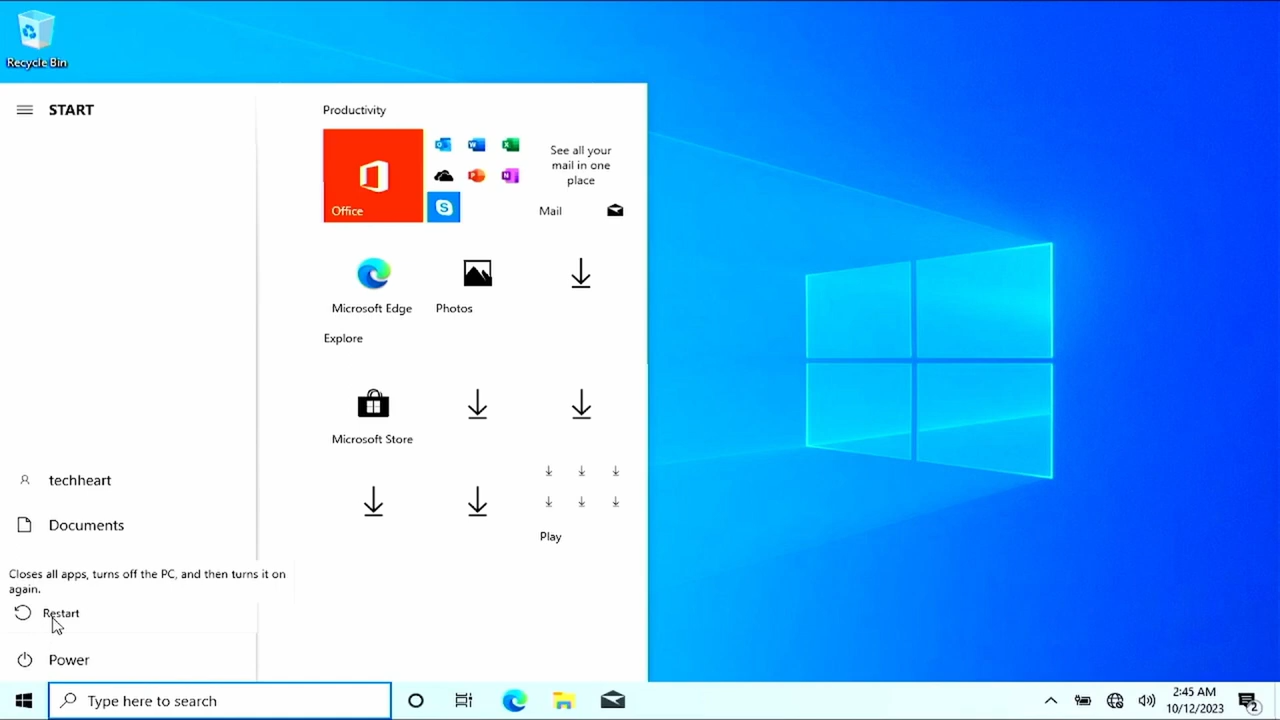 Recycle Bin
START
Productivity
Office
See all your
mail in one
place
Mail
Microsoft Edge
Photos
Explore
Microsoft Store
Play
techheart
Documents
Closes all apps, turns off the PC, and then turns it on
again.
Restart
Power
Type here to search
2:45 AM
10/12/2023
2